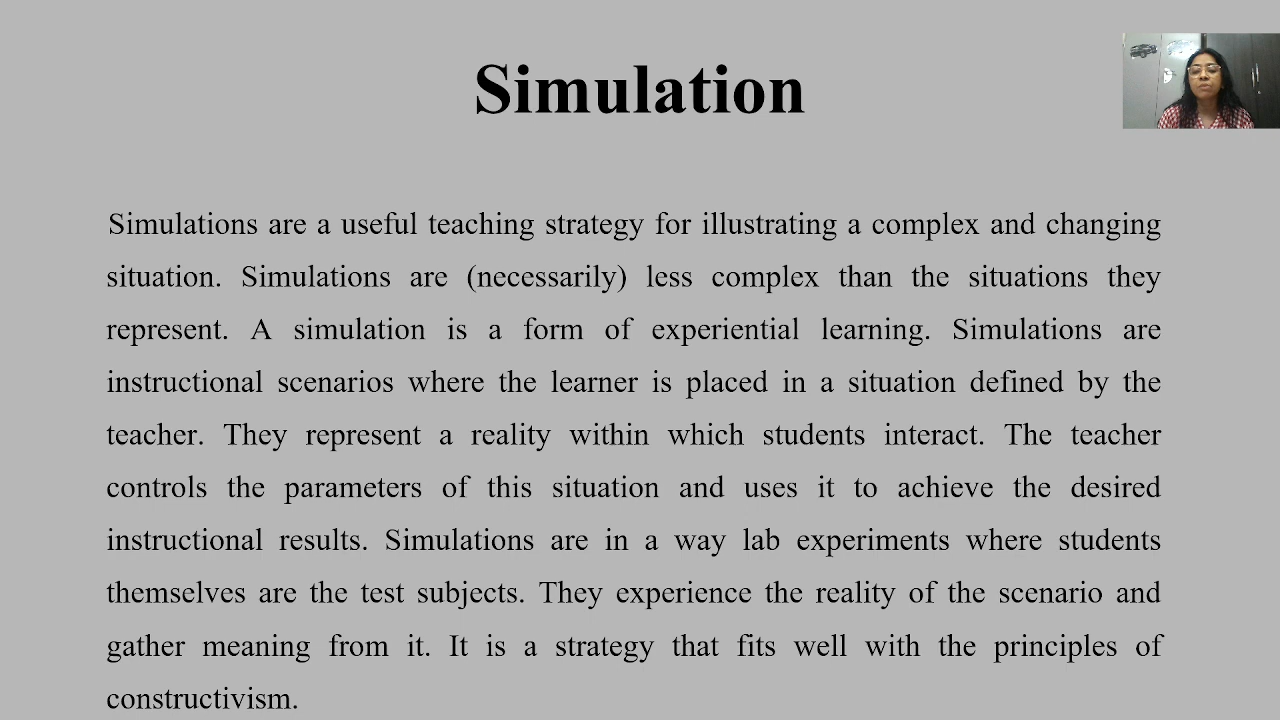 Simulation
Simulations are a useful teaching strategy for illustrating a complex and changing
situation. Simulations are (necessarily) less complex than the situations they
represent. A simulation is a form of experiential learning. Simulations are
instructional scenarios where the learner is placed in a situation defined by the
teacher. They represent a reality within which students interact. The teacher
controls the parameters of this situation and uses it to achieve the desired
instructional results. Simulations are in a way lab experiments where students
themselves are the test subjects. They experience the reality of the scenario and
gather meaning from it. It is a strategy that fits well with the principles of
constructivism.